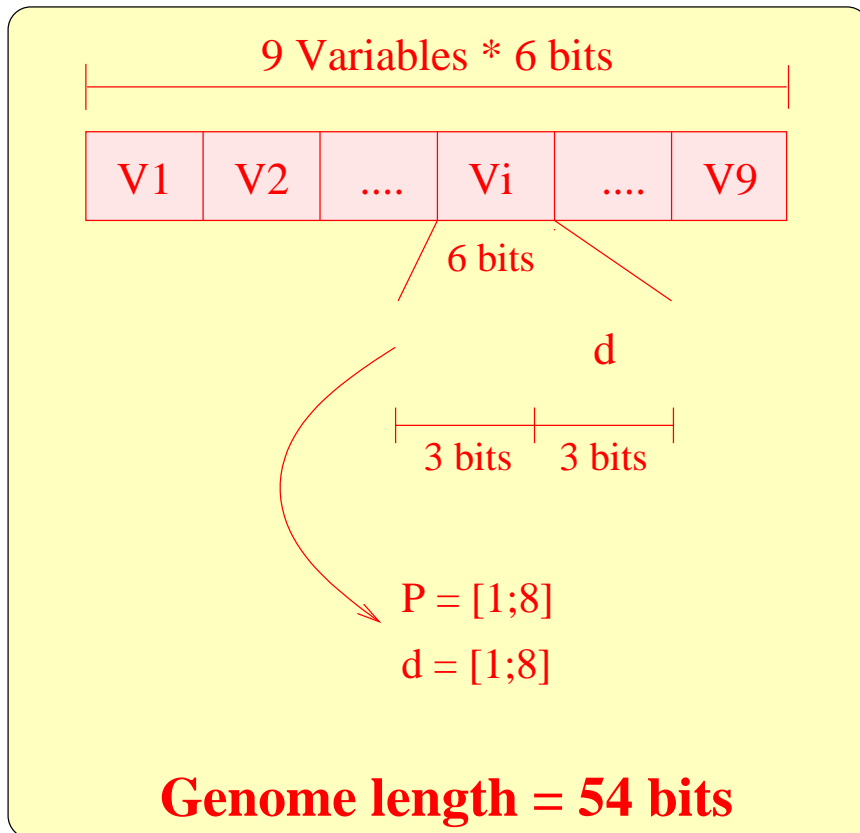 9 Variables * 6 bits
V1 V2 .... Vi .... V9
6 bits
d
3 bits 3 bits
P = [1;8]
d = [1;8]
Genome length = 54 bits